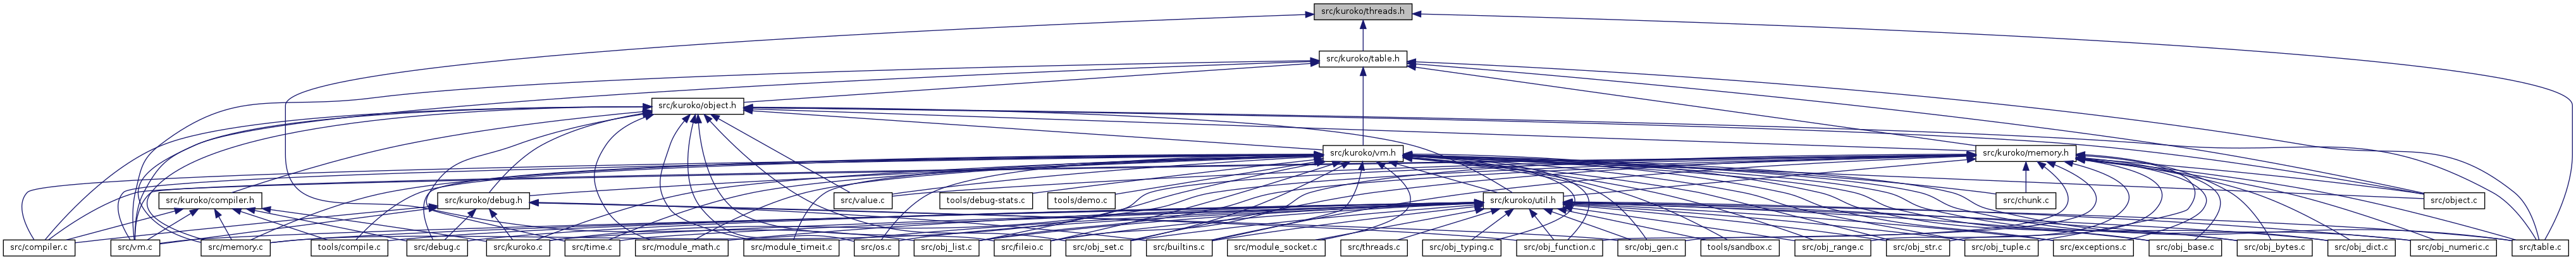 src/kuroko/threads.h
src/kuroko/table.h
src/kuroko/object.h
src/kuroko/vm.h
src/kuroko/memory.h
src/kuroko/compiler.h
src/kuroko/debug.h
src/value.c
tools/debug-stats.c
tools/demo.c
src/kuroko/util.h
src/chunk.c
src/object.c
src/compiler.c
src/vm.c
src/memory.c
tools/compile.c
src/debug.c
src/kuroko.c
src/time.c
src/module_math.c
src/module_timeit.c
src/os.c
src/obj_list.c
src/fileio.c
src/obj_set.c
src/builtins.c
src/module_socket.c
src/threads.c
src/obj_typing.c
src/obj_function.c
src/obj_gen.c
tools/sandbox.c
src/obj_range.c
src/obj_str.c
src/obj_tuple.c
src/exceptions.c
src/obj_base.c
src/obj_bytes.c
src/obj_dict.c
src/obj_numeric.c
src/table.c